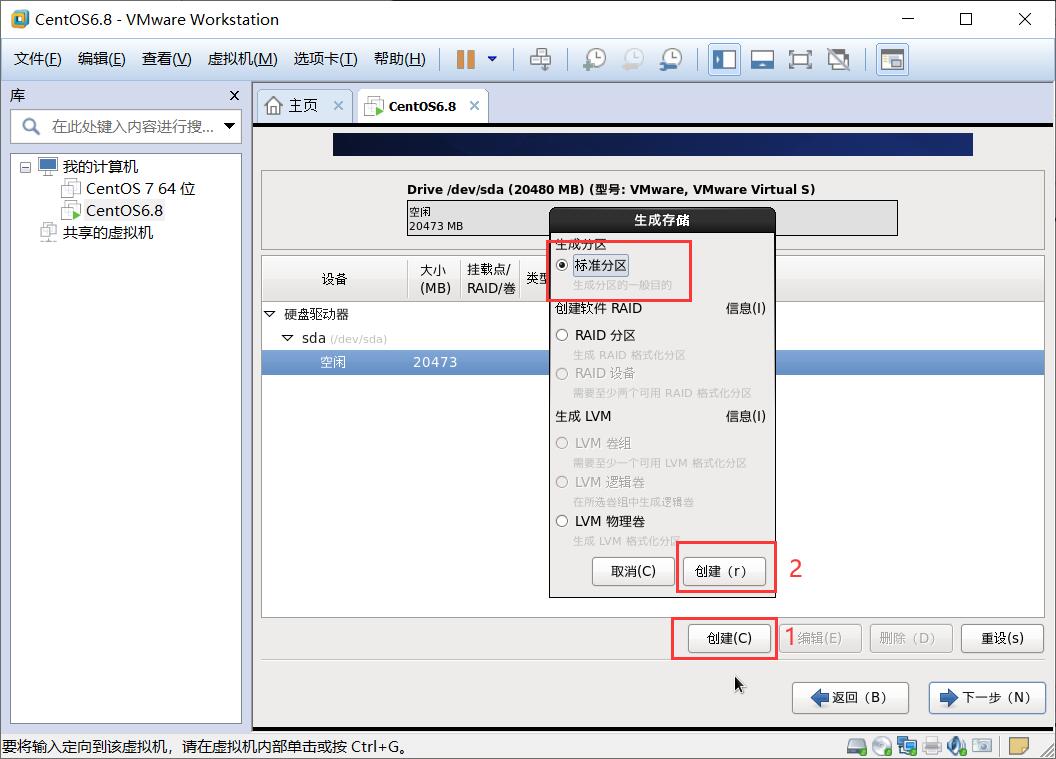 CentOS6.8 - VMware Workstation
文件(F) 编辑(E) 查看(V) 虚拟机(M) 选项卡(T) 帮助(H)
库
在此处键入内容进行搜...
我的计算机
CentOS 7 64 位
CentOS6.8
共享的虚拟机
主页
CentOS6.8
Drive /dev/sda (20480 MB) (型号: VMware, VMware Virtual S)
空闲
20473 MB
设备
大小
(MB)
挂载点/
RAID/卷
类型
硬盘驱动器
sda (/dev/sda)
空闲 20473
生成存储
生成分区
标准分区
生成分区的一般目的
创建软件 RAID 信息(I)
RAID 分区
生成 RAID 格式化分区
RAID 设备
需要至少两个可用 RAID 格式化分区
生成 LVM 信息(I)
LVM 卷组
需要至少一个可用 LVM 格式化分区
LVM 逻辑卷
在所选卷组中生成逻辑卷
LVM 物理卷
生成 LVM 格式化分区
取消(C) 创建（r） 2
创建(C) 1 编辑(E) 删除（D） 重设(s)
返回（B） 下一步（N）
要将输入定向到该虚拟机，请在虚拟机内部单击或按 Ctrl+G。